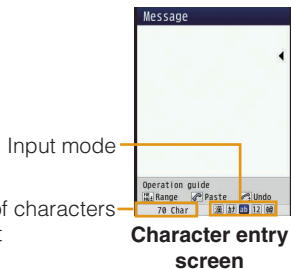 Message
Input mode
Operation guide
Range Paste Undo
of characters
70 Char 漢 ｶﾅ ab 12
t
Character entry
screen